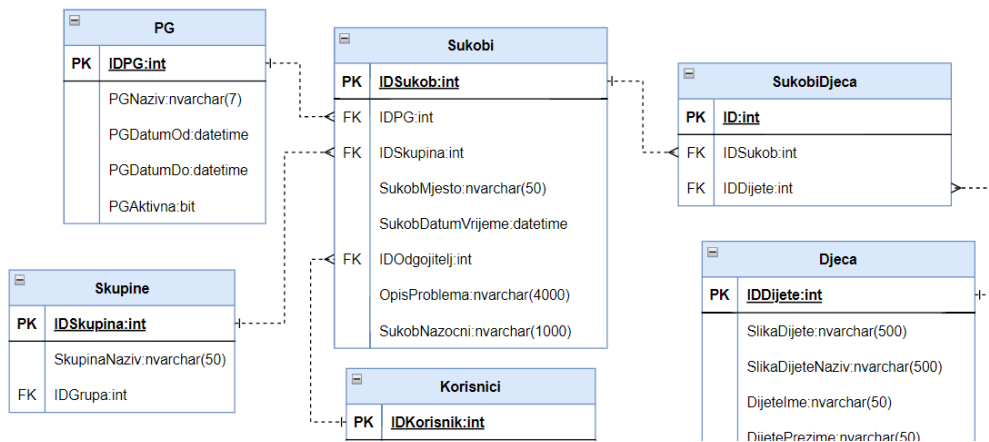 PG
PK IDPG:int
PGNaziv:nvarchar(7)
PGDatumOd:datetime
PGDatumDo:datetime
PGAktivna:bit
Sukobi
PK IDSukob:int
FK IDPG:int
FK IDSkupina:int
SukobMjesto:nvarchar(50)
SukobDatumVrijeme:datetime
FK IDOdgojitelj:int
OpisProblema:nvarchar(4000)
SukobNazocni:nvarchar(1000)
SukobiDjeca
PK ID:int
FK IDSukob:int
FK IDDijete:int
Skupine
PK IDSkupina:int
SkupinaNaziv:nvarchar(50)
FK IDGrupa:int
Korisnici
PK IDKorisnik:int
Djeca
PK IDDijete:int
SlikaDijete:nvarchar(500)
SlikaDijeteNaziv:nvarchar(500)
DijeteIme:nvarchar(50)
DijetePrezime:nvarchar(50)